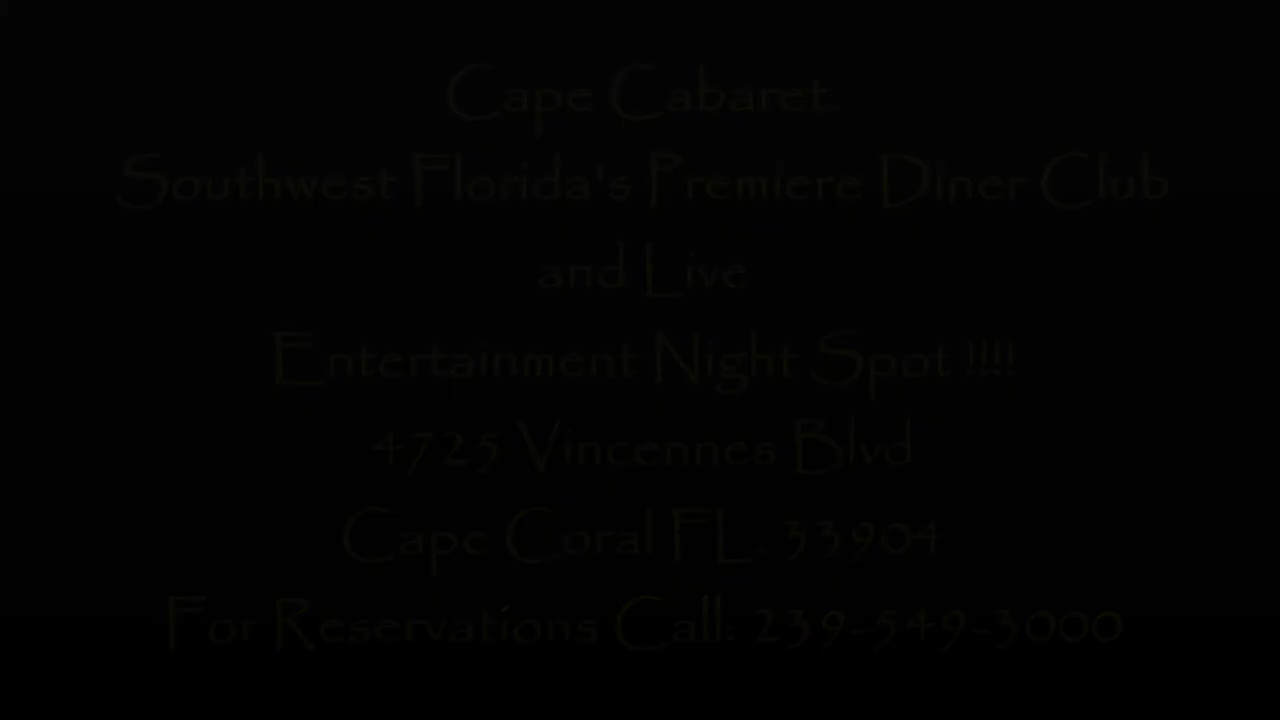 Cape Cabaret.
Southwest Florida's Premiere Diner Club
and Live
Entertainment Night Spot !!!!
4725 Vincennes Blvd
Cape Coral FL. 33904
For Reservations Call: 239-549-3000